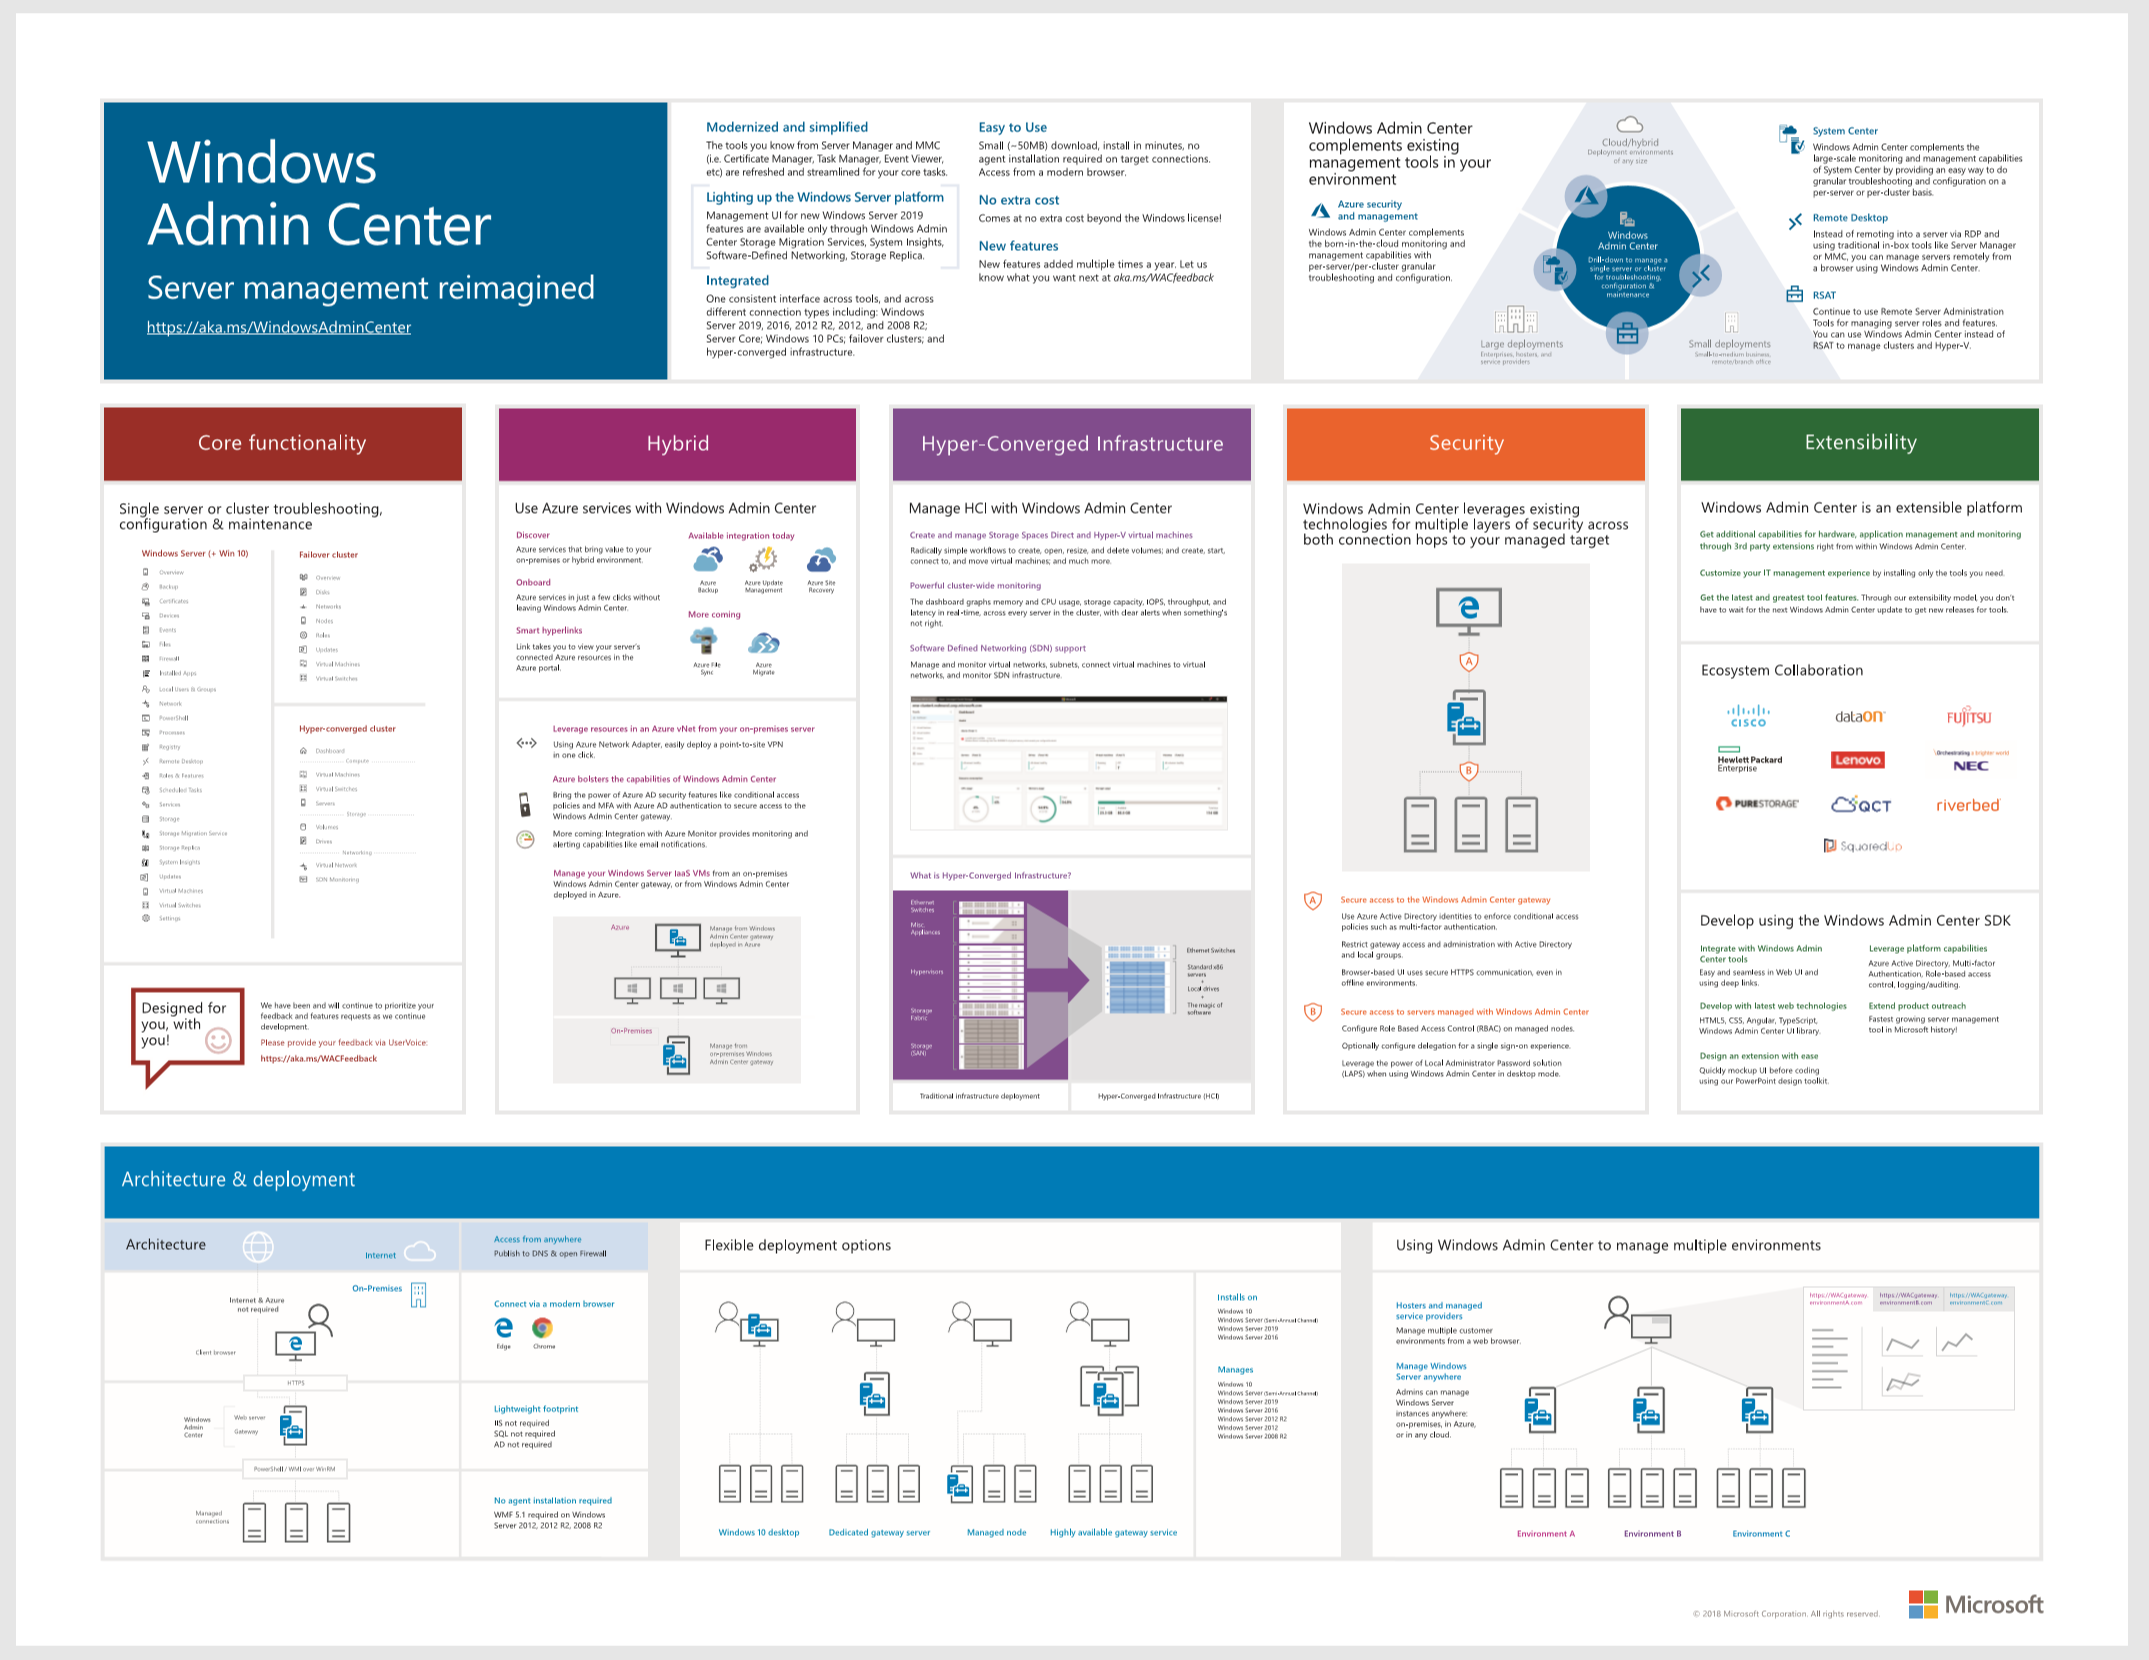 Windows
Admin Center
Server management reimagined
https://aka.ms/WindowsAdminCenter
Modernized and simplified
The tools you know from Server Manager and MMC
(i.e. Certificate Manager, Task Manager, Event Viewer,
etc) are refreshed and streamlined for your core tasks.
Lighting up the Windows Server platform
Management UI for new Windows Server 2019
features are available only through Windows Admin
Center Storage Migration Services, System Insights,
Software-Defined Networking, Storage Replica.
Integrated
One consistent interface across tools, and across
different connection types including: Windows
Server 2019, 2016, 2012 R2, 2012, and 2008 R2;
Server Core; Windows 10 PCs; failover clusters; and
hyper-converged infrastructure.
Easy to Use
Small (~50MB) download, install in minutes, no
agent installation required on target connections.
Access from a modern browser.
No extra cost
Comes at no extra cost beyond the Windows license!
New features
New features added multiple times a year. Let us
know what you want next at aka.ms/WACfeedback
Windows Admin Center
complements existing
management tools in your
environment
Azure security
and management
Windows Admin Center complements
the born-in-the-cloud monitoring and
management capabilities with
per-server/per-cluster granular
troubleshooting and configuration.
Cloud/hybrid
Deployment environments
of any size
Windows
Admin Center
Drill-down to manage a
single server or cluster
for troubleshooting,
configuration &
maintenance
Large deployments
Enterprises, hosters, and
service providers
Small deployments
Small-to-medium business,
remote/branch office
System Center
Windows Admin Center complements the
large-scale monitoring and management capabilities
of System Center by providing an easy way to do
granular troubleshooting and configuration on a
per-server or per-cluster basis.
Remote Desktop
Instead of remoting into a server via RDP and
using traditional in-box tools like Server Manager
or MMC, you can manage servers remotely from
a browser using Windows Admin Center.
RSAT
Continue to use Remote Server Administration
Tools for managing server roles and features.
You can use Windows Admin Center instead of
RSAT to manage clusters and Hyper-V.
Core functionality
Single server or cluster troubleshooting,
configuration & maintenance
Windows Server (+ Win 10)
Overview
Backup
Certificates
Devices
Events
Files
Firewall
Installed Apps
Local Users & Groups
Network
PowerShell
Processes
Registry
Remote Desktop
Roles & Features
Scheduled Tasks
Services
Storage
Storage Migration Service
Storage Replica
System Insights
Updates
Virtual Machines
Virtual Switches
Settings
Failover cluster
Overview
Disks
Networks
Nodes
Roles
Updates
Virtual Machines
Virtual Switches
Hyper-converged cluster
Dashboard
Compute
Virtual Machines
Virtual Switches
Servers
Storage
Volumes
Drives
Networking
Virtual Network
SDN Monitoring
Designed for
you, with
you!
We have been and will continue to prioritize your
feedback and features requests as we continue
development.
Please provide your feedback via UserVoice:
https://aka.ms/WACFeedback
Hybrid
Use Azure services with Windows Admin Center
Discover
Azure services that bring value to your
on-premises or hybrid environment.
Onboard
Azure services in just a few clicks without
leaving Windows Admin Center.
Smart hyperlinks
Link takes you to view your server's
connected Azure resources in the
Azure portal.
Available integration today
Azure
Backup
Azure Update
Management
Azure Site
Recovery
More coming
Azure File
Sync
Azure
Migrate
Leverage resources in an Azure vNet from your on-premises server
Using Azure Network Adapter, easily deploy a point-to-site VPN
in one click.
Azure bolsters the capabilities of Windows Admin Center
Bring the power of Azure AD security features like conditional access
policies and MFA with Azure AD authentication to secure access to the
Windows Admin Center gateway.
More coming: Integration with Azure Monitor provides monitoring and
alerting capabilities like email notifications.
Manage your Windows Server IaaS VMs from an on-premises
Windows Admin Center gateway, or from Windows Admin Center
deployed in Azure.
Azure
Manage from Windows
Admin Center gateway
deployed in Azure
On-Premises
Manage from
on-premises Windows
Admin Center gateway
Hyper-Converged Infrastructure
Manage HCI with Windows Admin Center
Create and manage Storage Spaces Direct and Hyper-V virtual machines
Radically simple workflows to create, open, resize, and delete volumes; and create, start,
connect to, and move virtual machines; and much more.
Powerful cluster-wide monitoring
The dashboard graphs memory and CPU usage, storage capacity, IOPS, throughput, and
latency in real-time, across every server in the cluster, with clear alerts when something's
not right.
Software Defined Networking (SDN) support
Manage and monitor virtual networks, subnets, connect virtual machines to virtual
networks, and monitor SDN infrastructure.
What is Hyper-Converged Infrastructure?
Ethernet
Switches
Misc.
Appliances
Hypervisors
Storage
Fabric
Storage
(SAN)
Ethernet Switches
Standard x86
servers
+
Local drives
+
The magic of
software
Traditional infrastructure deployment
Hyper-Converged Infrastructure (HCI)
Security
Windows Admin Center leverages existing
technologies for multiple layers of security across
both connection hops to your managed target
A
B
A
Secure access to the Windows Admin Center gateway
Use Azure Active Directory identities to enforce conditional access
policies such as multi-factor authentication.
Restrict gateway access and administration with Active Directory
and local groups.
Browser-based UI uses secure HTTPS communication, even in
offline environments.
B
Secure access to servers managed with Windows Admin Center
Configure Role Based Access Control (RBAC) on managed nodes.
Optionally configure delegation for a single sign-on experience.
Leverage the power of Local Administrator Password solution
(LAPS) when using Windows Admin Center in desktop mode.
Extensibility
Windows Admin Center is an extensible platform
Get additional capabilities for hardware, application management and monitoring
through 3rd party extensions right from within Windows Admin Center.
Customize your IT management experience by installing only the tools you need.
Get the latest and greatest tool features. Through our extensibility model, you don't
have to wait for the next Windows Admin Center update to get new releases for tools.
Ecosystem Collaboration
CISCO
dataON
FUJITSU
Hewlett Packard
Enterprise
Lenovo
Orchestrating a brighter world
NEC
PURESTORAGE
QCT
riverbed
SquaredUp
Develop using the Windows Admin Center SDK
Integrate with Windows Admin
Center tools
Easy and seamless in Web UI and
using deep links.
Develop with latest web technologies
HTML5, CSS, Angular, TypeScript,
Windows Admin Center UI library.
Design an extension with ease
Quickly mockup UI before coding
using our PowerPoint design toolkit.
Leverage platform capabilities
Azure Active Directory, Multi-factor
Authentication, Role-based access
control, logging/auditing.
Extend product outreach
Fastest growing server management
tool in Microsoft history!
Architecture & deployment
Architecture
Internet
On-Premises
Internet & Azure
not required
Client browser
HTTPS
Windows
Admin
Center
Web server
Gateway
PowerShell / WMI over WinRM
Managed
connections
Access from anywhere
Publish to DNS & open Firewall
Connect via a modern browser
Edge
Chrome
Lightweight footprint
IIS not required
SQL not required
AD not required
No agent installation required
WMF 5.1 required on Windows
Server 2012, 2012 R2, 2008 R2
Flexible deployment options
Windows 10 desktop
Dedicated gateway server
Managed node
Highly available gateway service
Installs on
Windows 10
Windows Server (Semi-Annual Channel)
Windows Server 2019
Windows Server 2016
Manages
Windows 10
Windows Server (Semi-Annual Channel)
Windows Server 2019
Windows Server 2016
Windows Server 2012 R2
Windows Server 2012
Windows Server 2008 R2
Using Windows Admin Center to manage multiple environments
Hosters and managed
service providers
Manage multiple customer
environments from a web browser.
Manage Windows
Server anywhere
Admins can manage
Windows Server
instances anywhere:
on-premises, in Azure,
or in any cloud.
https://WACgateway.
environmentA.com
https://WACgateway.
environmentB.com
https://WACgateway.
environmentC.com
Environment A
Environment B
Environment C
© 2018 Microsoft Corporation. All rights reserved.
Microsoft